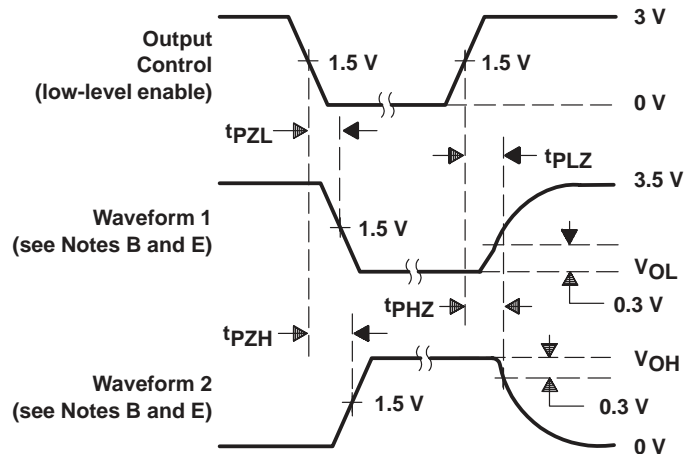 Output
Control
(low-level enable)
1.5 V
1.5 V
3 V
0 V
tPZL
tPLZ
Waveform 1
(see Notes B and E)
1.5 V
3.5 V
VOL
0.3 V
tPZH
tPHZ
Waveform 2
(see Notes B and E)
1.5 V
VOH
0.3 V
0 V